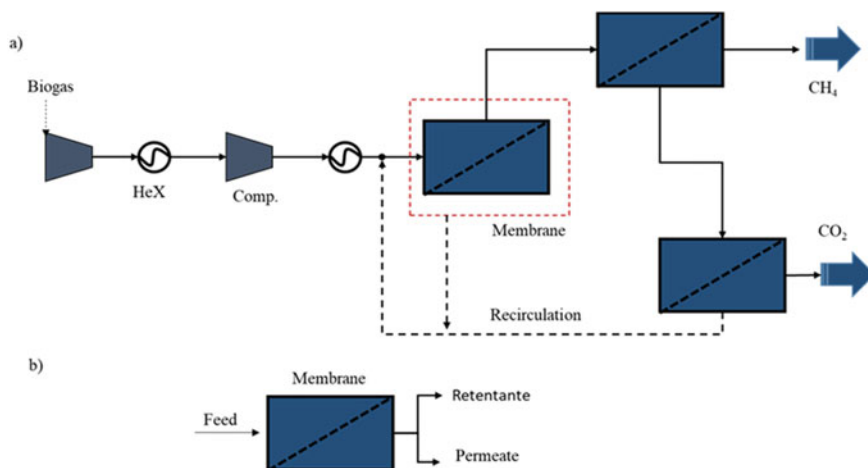 a)
Biogas
HeX
Comp.
Membrane
CH₄
CO₂
Recirculation
b)
Membrane
Feed
Retentante
Permeate